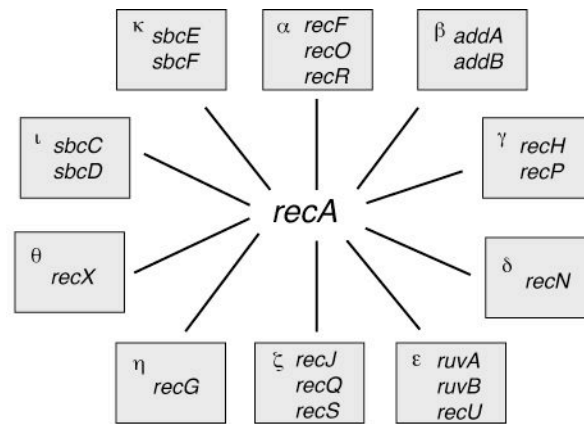 κ sbcE
sbcF
α recF
recO
recR
β addA
addB
ι sbcC
sbcD
γ recH
recP
recA
θ
recX
δ
recN
η
recG
ζ recJ
recQ
recS
ε ruvA
ruvB
recU